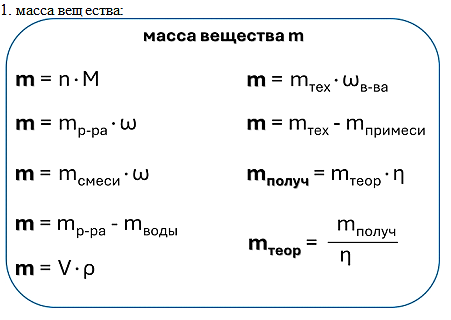 1. масса вещества:
масса вещества m
m = n · M
m = mр-ра · ω
m = mсмеси · ω
m = mр-ра - mводы
m = V · ρ
m = mтех · ωв-ва
m = mтех - mпримеси
mполуч = mтеор · η
mтеор = mполуч / η